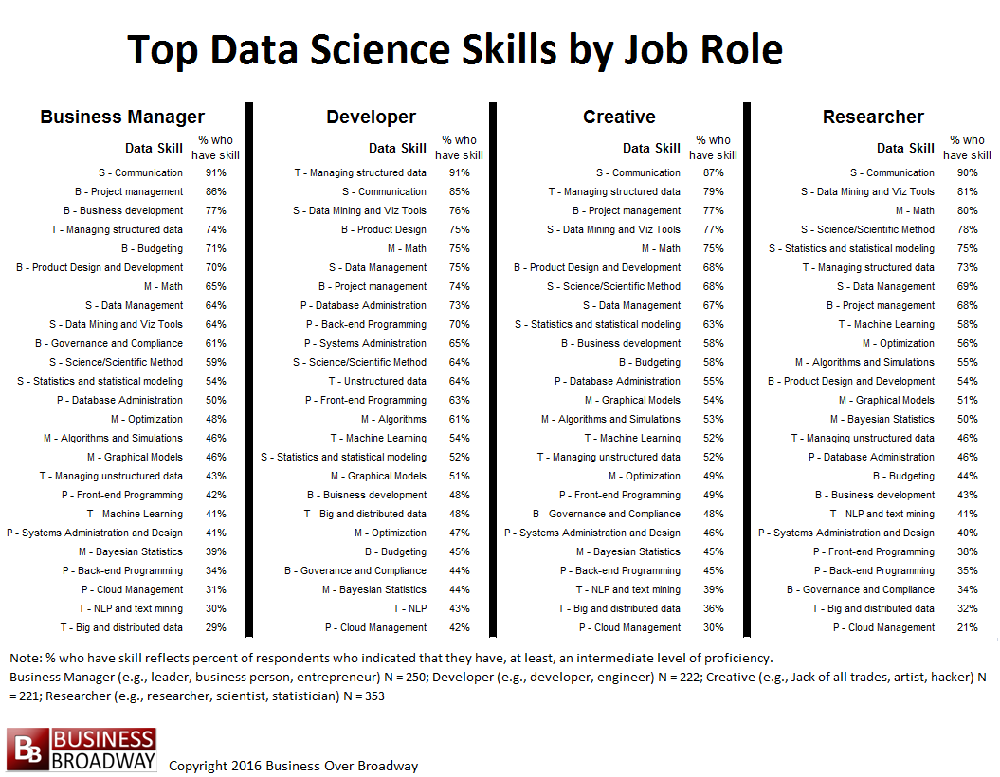 Top Data Science Skills by Job Role
Business Manager
Data Skill % who have skill
S - Communication 91%
B - Project management 86%
B - Business development 77%
T - Managing structured data 74%
B - Budgeting 71%
B - Product Design and Development 70%
M - Math 65%
S - Data Management 64%
S - Data Mining and Viz Tools 64%
B - Governance and Compliance 61%
S - Science/Scientific Method 59%
S - Statistics and statistical modeling 54%
P - Database Administration 50%
M - Optimization 48%
M - Algorithms and Simulations 46%
M - Graphical Models 46%
T - Managing unstructured data 43%
P - Front-end Programming 42%
T - Machine Learning 41%
P - Systems Administration and Design 41%
M - Bayesian Statistics 39%
P - Back-end Programming 34%
P - Cloud Management 31%
T - NLP and text mining 30%
T - Big and distributed data 29%
Developer
Data Skill % who have skill
T - Managing structured data 91%
S - Communication 85%
S - Data Mining and Viz Tools 76%
B - Product Design 75%
M - Math 75%
S - Data Management 75%
B - Project management 74%
P - Database Administration 73%
P - Back-end Programming 70%
P - Systems Administration 65%
S - Science/Scientific Method 64%
T - Unstructured data 64%
P - Front-end Programming 63%
M - Algorithms 61%
T - Machine Learning 54%
S - Statistics and statistical modeling 52%
M - Graphical Models 51%
B - Buisness development 48%
T - Big and distributed data 48%
M - Optimization 47%
B - Budgeting 45%
B - Goverance and Compliance 44%
M - Bayesian Statistics 44%
T - NLP 43%
P - Cloud Management 42%
Creative
Data Skill % who have skill
S - Communication 87%
T - Managing structured data 79%
B - Project management 77%
S - Data Mining and Viz Tools 77%
M - Math 75%
B - Product Design and Development 68%
S - Science/Scientific Method 68%
S - Data Management 67%
S - Statistics and statistical modeling 63%
B - Business development 58%
B - Budgeting 58%
P - Database Administration 55%
M - Graphical Models 54%
M - Algorithms and Simulations 53%
T - Machine Learning 52%
T - Managing unstructured data 52%
M - Optimization 49%
P - Front-end Programming 49%
B - Governance and Compliance 48%
P - Systems Administration and Design 46%
M - Bayesian Statistics 45%
P - Back-end Programming 45%
T - NLP and text mining 39%
T - Big and distributed data 36%
P - Cloud Management 30%
Researcher
Data Skill % who have skill
S - Communication 90%
S - Data Mining and Viz Tools 81%
M - Math 80%
S - Science/Scientific Method 78%
S - Statistics and statistical modeling 75%
T - Managing structured data 73%
S - Data Management 69%
B - Project management 68%
T - Machine Learning 58%
M - Optimization 56%
M - Algorithms and Simulations 55%
B - Product Design and Development 54%
M - Graphical Models 51%
M - Bayesian Statistics 50%
T - Managing unstructured data 46%
P - Database Administration 46%
B - Budgeting 44%
B - Business development 43%
T - NLP and text mining 41%
P - Systems Administration and Design 40%
P - Front-end Programming 38%
P - Back-end Programming 35%
B - Governance and Compliance 34%
T - Big and distributed data 32%
P - Cloud Management 21%
Note: % who have skill reflects percent of respondents who indicated that they have, at least, an intermediate level of proficiency.
Business Manager (e.g., leader, business person, entrepreneur) N = 250; Developer (e.g., developer, engineer) N = 222; Creative (e.g., Jack of all trades, artist, hacker) N
= 221; Researcher (e.g., researcher, scientist, statistician) N = 353
BB BUSINESS
BROADWAY
Copyright 2016 Business Over Broadway